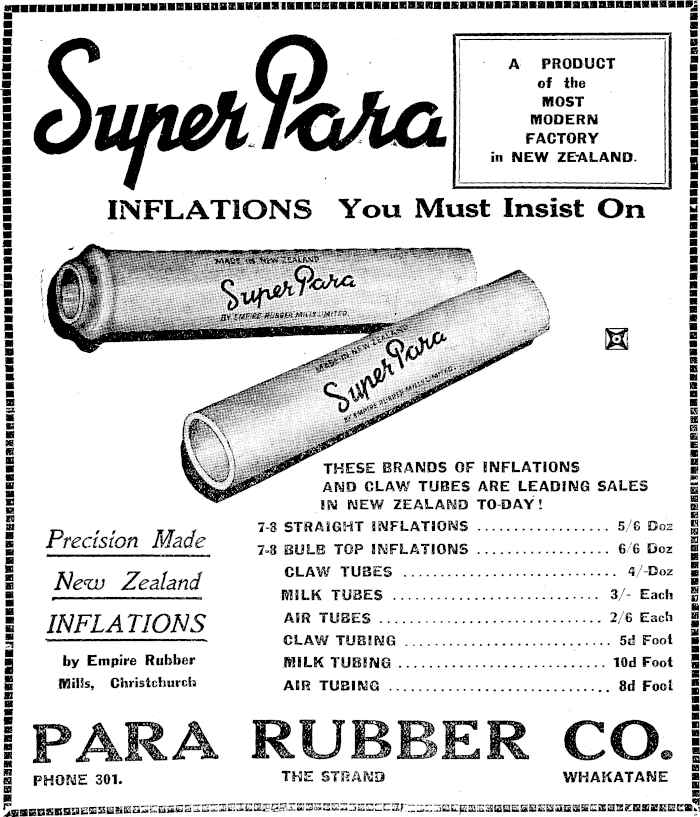 Super Para
A PRODUCT
of the
MOST
MODERN
FACTORY
in NEW ZEALAND.
INFLATIONS You Must Insist On
MADE IN NEW ZEALAND
Super Para
BY EMPIRE RUBBER MILLS LIMITED.
MADE IN NEW ZEALAND
Super Para
BY EMPIRE RUBBER MILLS LIMITED.
THESE BRANDS OF INFLATIONS
AND CLAW TUBES ARE LEADING SALES
IN NEW ZEALAND TO-DAY!
Precision Made
New Zealand
INFLATIONS
by Empire Rubber
Mills, Christchurch
7-8 STRAIGHT INFLATIONS .................. 5/6 Doz
7-8 BULB TOP INFLATIONS .................. 6/6 Doz
CLAW TUBES ............................. 4/-Doz
MILK TUBES ............................. 3/- Each
AIR TUBES .............................. 2/6 Each
CLAW TUBING ............................ 5d Foot
MILK TUBING ............................ 10d Foot
AIR TUBING ............................. 8d Foot
PARA RUBBER CO.
PHONE 301. THE STRAND WHAKATANE